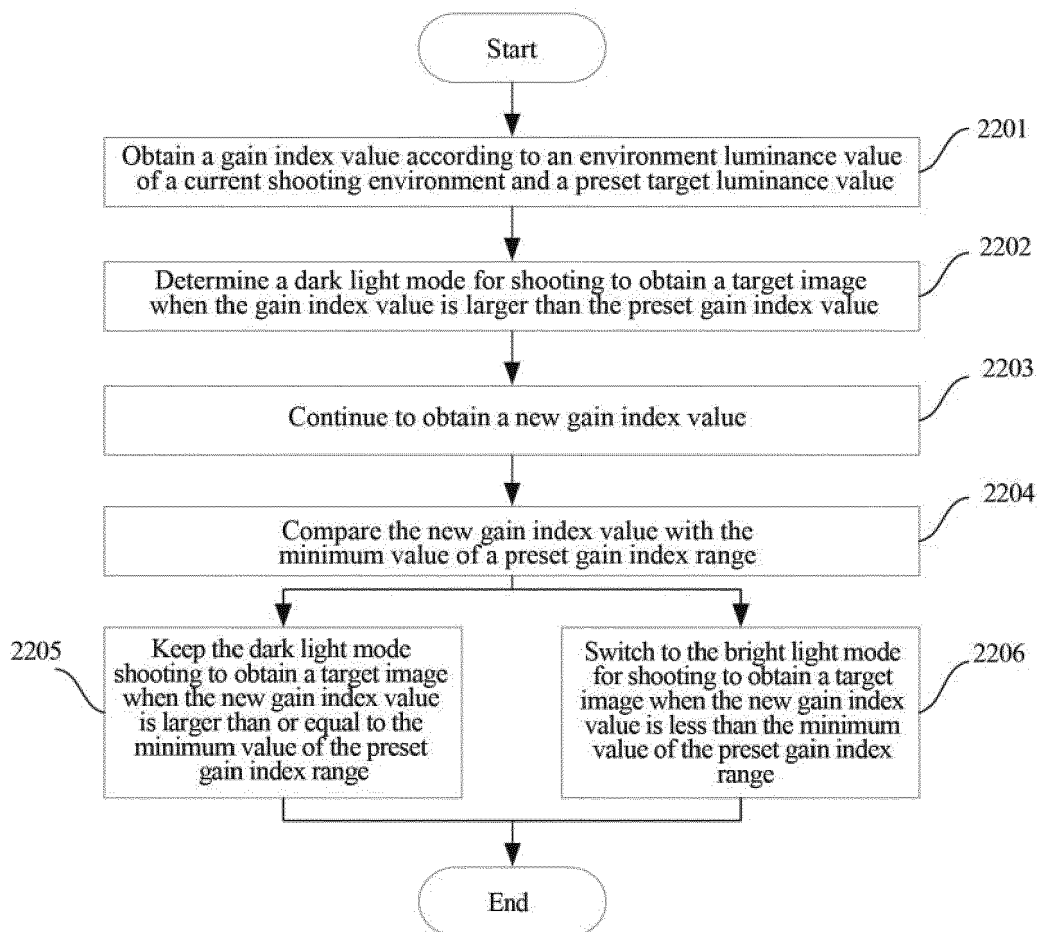 Start
2201
Obtain a gain index value according to an environment luminance value
of a current shooting environment and a preset target luminance value
2202
Determine a dark light mode for shooting to obtain a target image
when the gain index value is larger than the preset gain index value
2203
Continue to obtain a new gain index value
2204
Compare the new gain index value with the
minimum value of a preset gain index range
2205
Keep the dark light mode
shooting to obtain a target image
when the new gain index value
is larger than or equal to the
minimum value of the preset
gain index range
Switch to the bright light mode
for shooting to obtain a target
image when the new gain index
value is less than the minimum
value of the preset gain index
range
2206
End